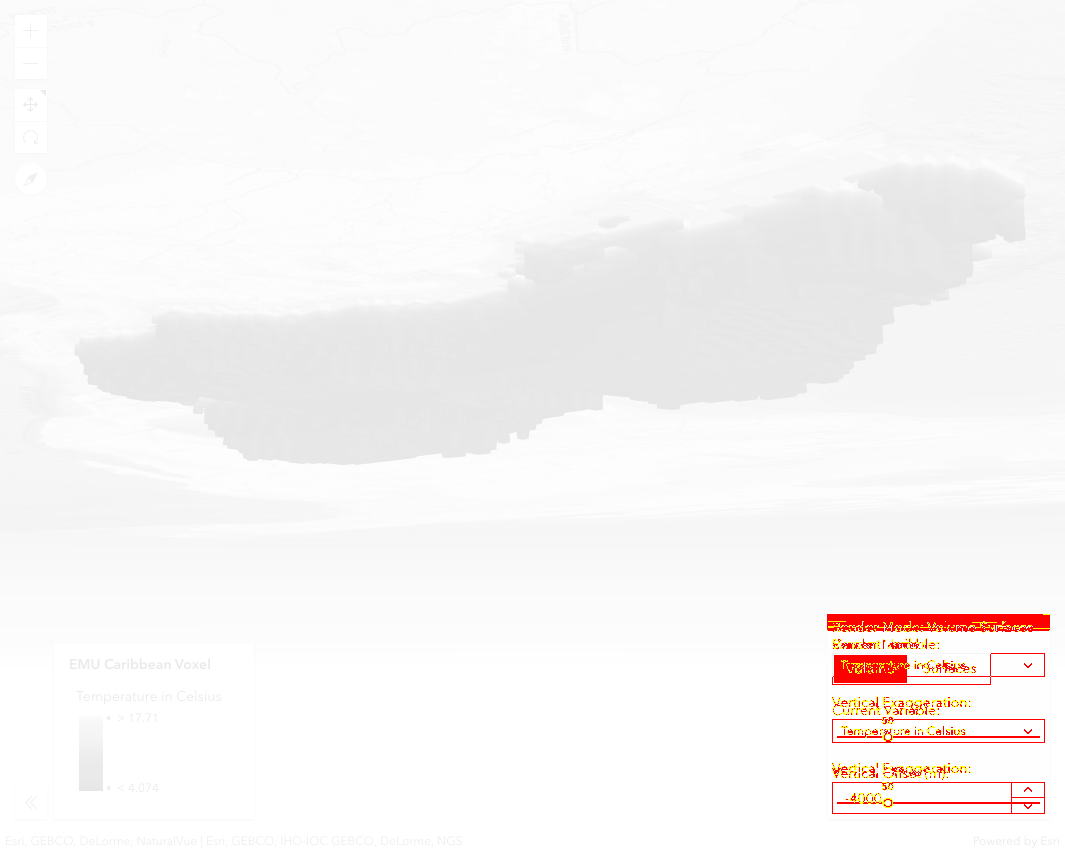 Render Mode: Volume Surfaces
Current Variable:
Temperature in Celsius
Surfaces
Vertical Exaggeration:
Current Variable:
50
Temperature in Celsius
Vertical Exaggeration:
Vertical Offset (m):
50
-4000
EMU Caribbean Voxel
Temperature in Celsius
> 17.71
< 4.074
Esri, GEBCO, DeLorme, NaturalVue | Esri, GEBCO, IHO-IOC GEBCO, DeLorme, NGS
Powered by Esri